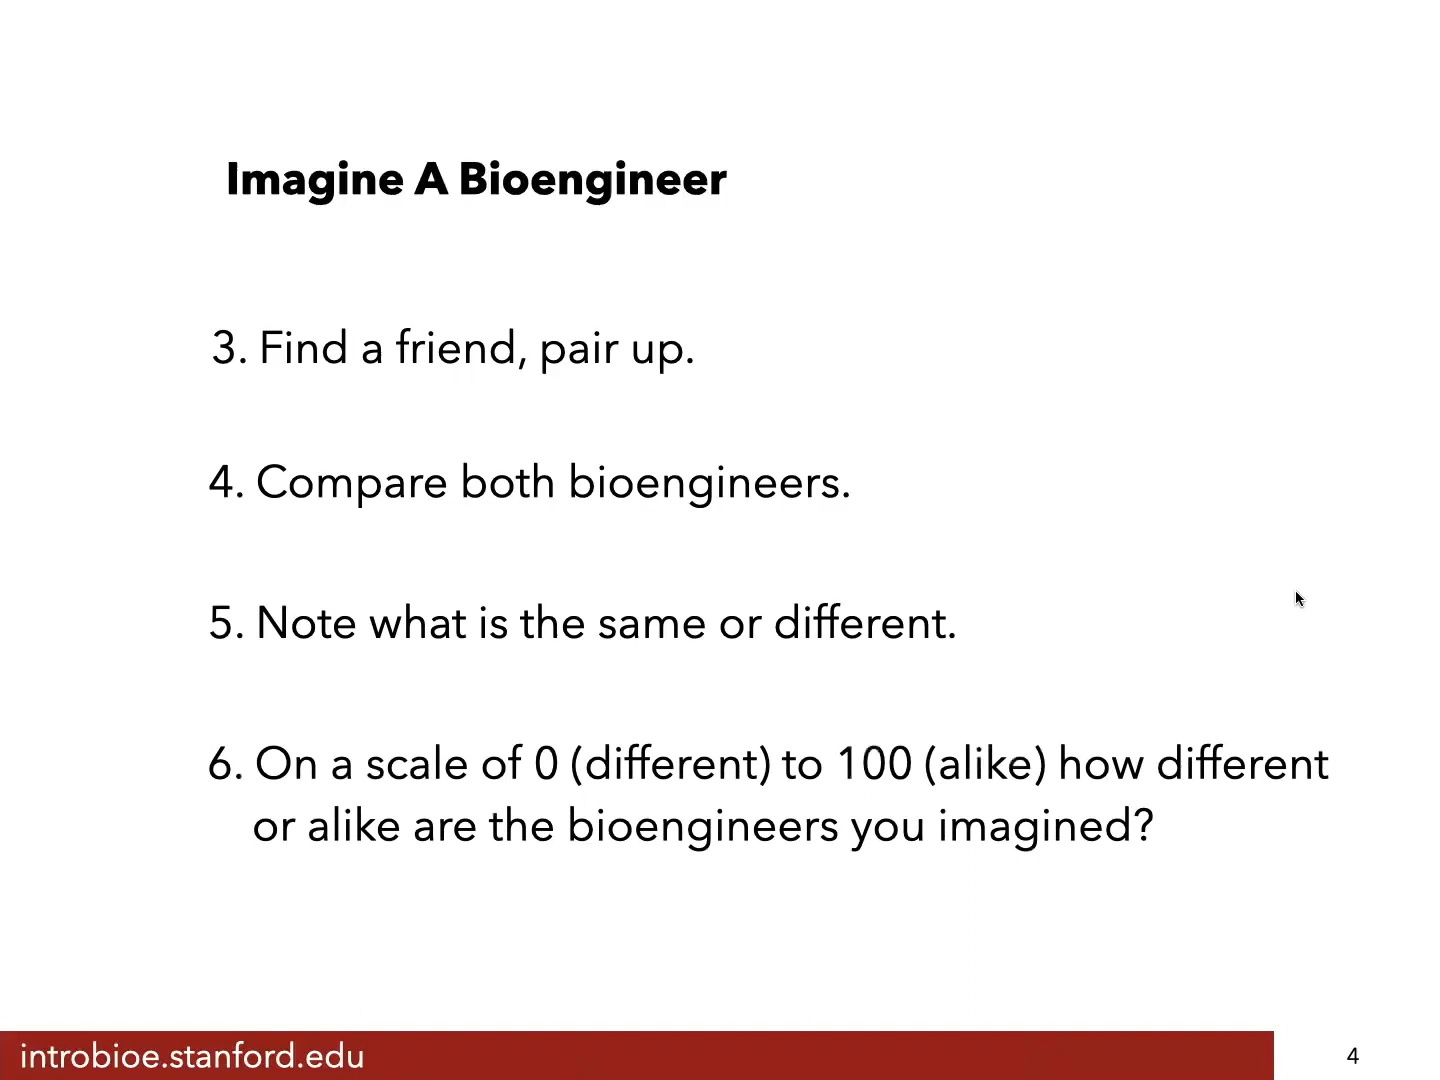 Imagine A Bioengineer
3. Find a friend, pair up.
4. Compare both bioengineers.
5. Note what is the same or different.
6. On a scale of 0 (different) to 100 (alike) how different
or alike are the bioengineers you imagined?
introbioe.stanford.edu
4